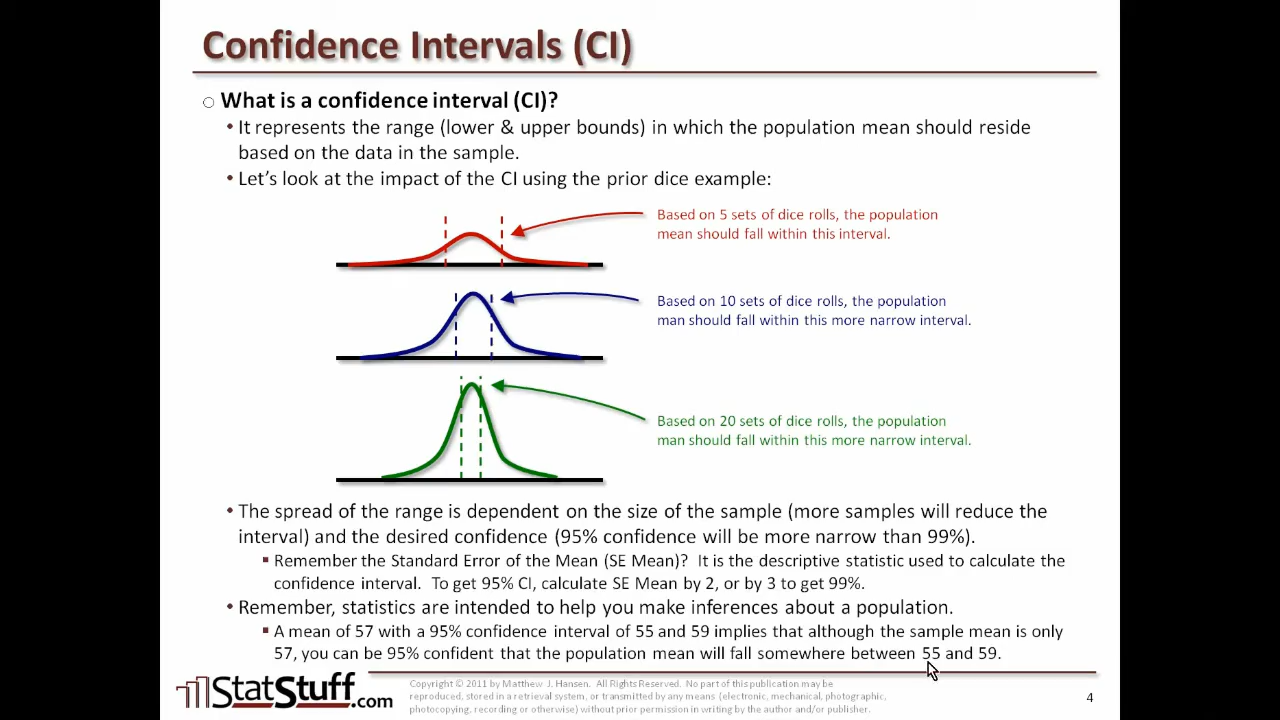 Confidence Intervals (CI)
What is a confidence interval (CI)?
It represents the range (lower & upper bounds) in which the population mean should reside
based on the data in the sample.
Let's look at the impact of the CI using the prior dice example:
Based on 5 sets of dice rolls, the population
mean should fall within this interval.
Based on 10 sets of dice rolls, the population
man should fall within this more narrow interval.
Based on 20 sets of dice rolls, the population
man should fall within this more narrow interval.
The spread of the range is dependent on the size of the sample (more samples will reduce the
interval) and the desired confidence (95% confidence will be more narrow than 99%).
Remember the Standard Error of the Mean (SE Mean)? It is the descriptive statistic used to calculate the
confidence interval. To get 95% CI, calculate SE Mean by 2, or by 3 to get 99%.
Remember, statistics are intended to help you make inferences about a population.
A mean of 57 with a 95% confidence interval of 55 and 59 implies that although the sample mean is only
57, you can be 95% confident that the population mean will fall somewhere between 55 and 59.
StatStuff.com
Copyright © 2011 by Matthew J. Hansen. All Rights Reserved. No part of this publication may be
reproduced, stored in a retrieval system, or transmitted by any means (electronic, mechanical, photographic,
photocopying, recording or otherwise) without prior permission in writing by the author and/or publisher.
4